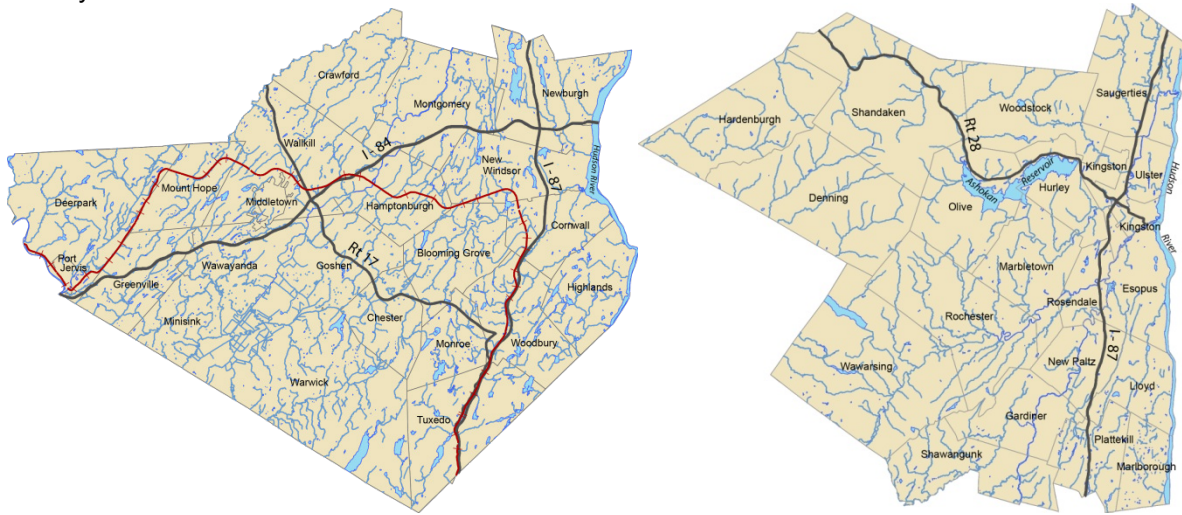 Crawford
Montgomery
Newburgh
Wallkill
I - 84
New
Windsor
Hudson River
I - 87
Mount Hope
Middletown
Hamptonburgh
Deerpark
Cornwall
Rt 17
Blooming Grove
Port
Jervis
Wawayanda
Goshen
Greenville
Highlands
Minisink
Chester
Monroe
Woodbury
Warwick
Tuxedo
Saugerties
Woodstock
Shandaken
Hardenburgh
Rt 28
Kingston
Ulster
Hudson
River
Ashokan
Reservoir
Hurley
Denning
Olive
Kingston
Marbletown
Esopus
Rosendale
Rochester
I - 87
New Paltz
Wawarsing
Lloyd
Gardiner
Plattekill
Shawangunk
Marlborough